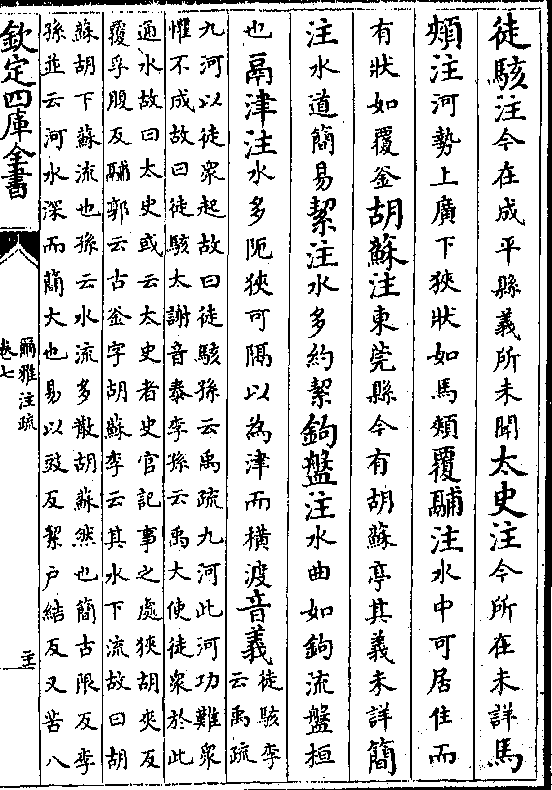 徒駭注今在成平縣義所未聞太史注今所在未詳馬
頰注河勢上廣下狹狀如馬頰覆鬴注水中可居住而
有狀如覆釜胡蘇注東莞縣今有胡蘇亭其義未詳簡
注水道簡易絜注水多約絜鉤盤注水曲如鉤流盤桓
也鬲津注水多阨狹可隔以為津而橫渡音義徒駭李
云禹疏
九河以徒衆起故曰徒駭孫云禹疏九河此河功難衆
懼不成故曰徒駭太謝音泰李孫云禹大使徒衆於此
通水故曰太史或云太史者史官記事之處狹胡夾反
覆孚腹反鬴郭云古釜字胡蘇李云其水下流故曰胡
蘇胡下蘇流也孫云水流多散胡蘇然也簡古限反李
孫並云河水深而簡大也易以豉反絜户結反又苦八
欽定四庫全書
爾雅注疏
卷七